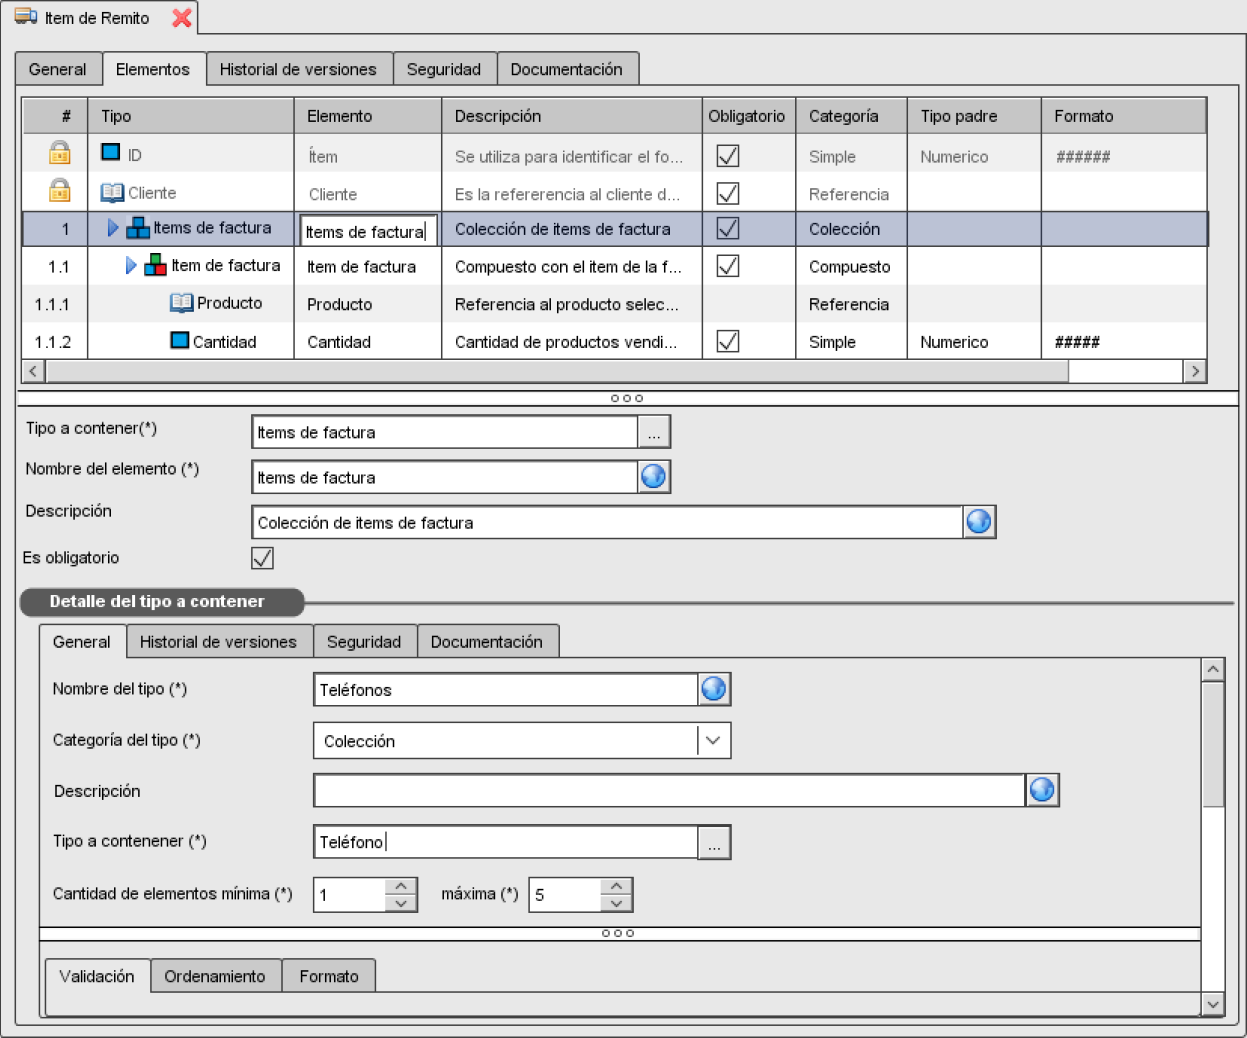 Item de Remito
General Elementos Historial de versiones Seguridad Documentación
# Tipo Elemento Descripción Obligatorio Categoría Tipo padre Formato
ID Ítem Se utiliza para identificar el fo... Simple Numerico ######
Cliente Cliente Es la refererencia al cliente d... Referencia
1 Items de factura Items de factura Colección de items de factura Colección
1.1 Item de factura Item de factura Compuesto con el item de la f... Compuesto
1.1.1 Producto Producto Referencia al producto selec... Referencia
1.1.2 Cantidad Cantidad Cantidad de productos vendi... Simple Numerico #####
Tipo a contener(*) Items de factura ...
Nombre del elemento (*) Items de factura
Descripción Colección de items de factura
Es obligatorio
Detalle del tipo a contener
General Historial de versiones Seguridad Documentación
Nombre del tipo (*) Teléfonos
Categoría del tipo (*) Colección
Descripción
Tipo a contenener (*) Teléfono ...
Cantidad de elementos mínima (*) 1 máxima (*) 5
Validación Ordenamiento Formato